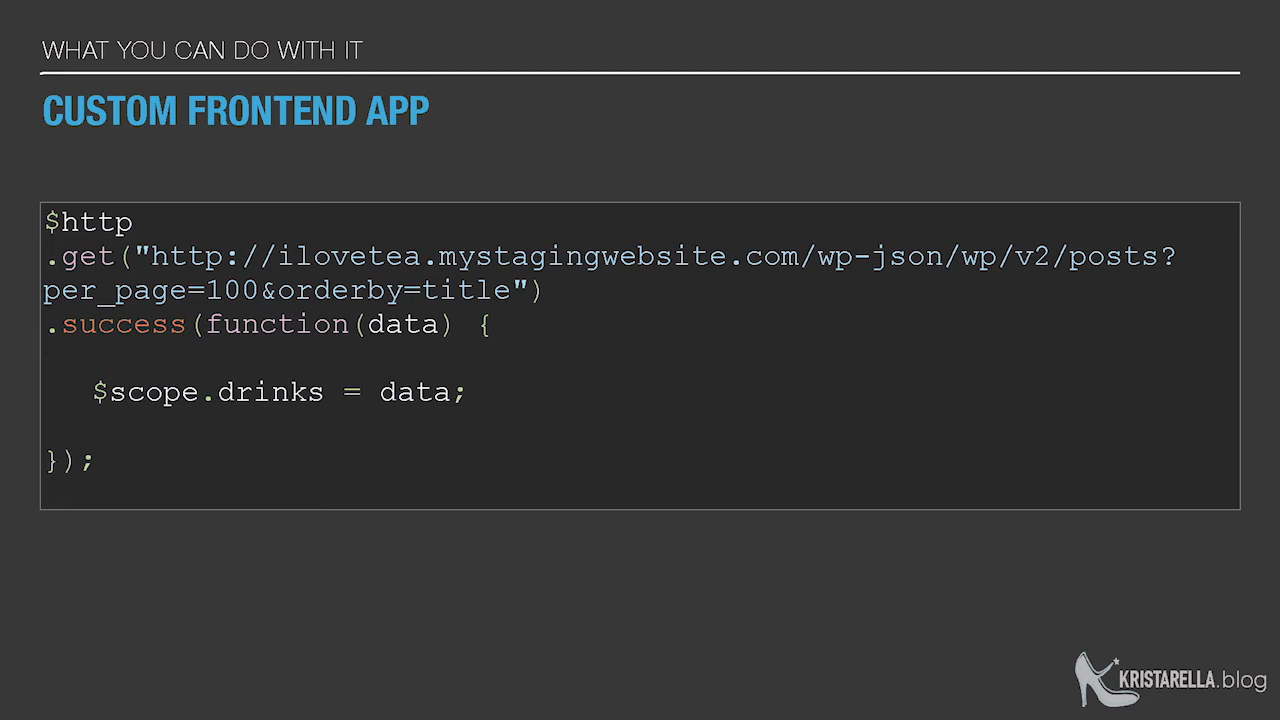 WHAT YOU CAN DO WITH IT
CUSTOM FRONTEND APP
$http
.get("http://ilovetea.mystagingwebsite.com/wp-json/wp/v2/posts?
per_page=100&orderby=title")
.success(function(data) {
$scope.drinks = data;
});
KRISTARELLA.blog